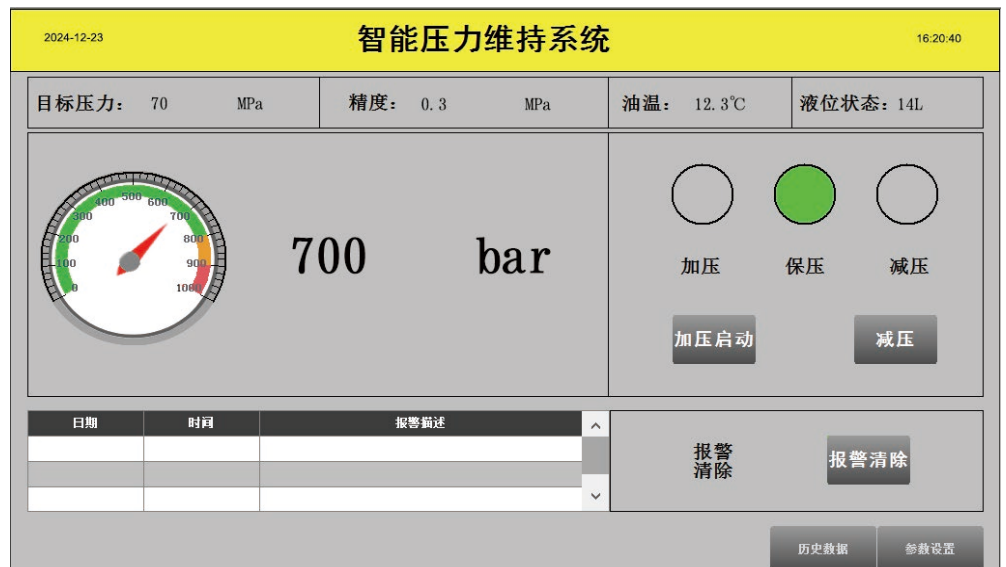 2024-12-23
智能压力维持系统
16:20:40
目标压力： 70 MPa
精度： 0.3 MPa
油温： 12.3℃
液位状态：14L
0
100
200
300
400
500
600
700
800
900
1000
700 bar
加压
保压
减压
加压启动
减压
日期
时间
报警描述
报警
清除
报警清除
历史数据
参数设置